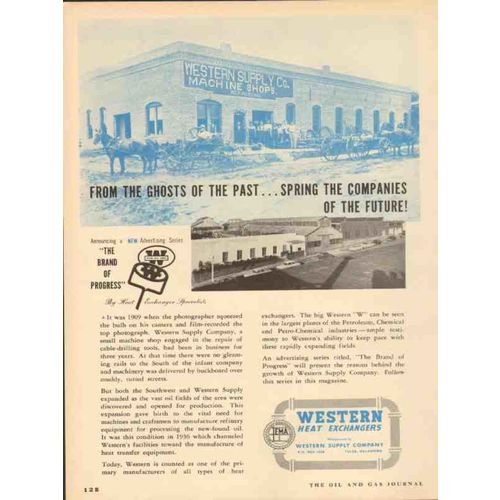 WESTERN SUPPLY CO.
MACHINE SHOPS.
FROM THE GHOSTS OF THE PAST...SPRING THE COMPANIES
OF THE FUTURE!
Announcing a NEW Advertising Series
"THE
BRAND
OF
PROGRESS"
By Heat Exchanger Specialists
W
It was 1909 when the photographer squeezed
the bulb on his camera and film-recorded the
top photograph. Western Supply Company, a
small machine shop engaged in the repair of
cable-drilling tools, had been in business for
three years. At that time there were no gleam-
ing rails to the South of the infant company
and machinery was delivered by buckboard over
muddy, rutted streets.
But both the Southwest and Western Supply
expanded as the vast oil fields of the area were
discovered and opened for production. This
expansion gave birth to the vital need for
machines and craftsmen to manufacture refinery
equipment for processing the new-found oil.
It was this condition in 1936 which channeled
Western's facilities toward the manufacture of
heat transfer equipment.
Today, Western is counted as one of the pri-
mary manufacturers of all types of heat
exchangers. The big Western "W" can be seen
in the largest plants of the Petroleum, Chemical
and Petro-Chemical industries—ample testi-
mony to Western's ability to keep pace with
these rapidly expanding fields.
An advertising series titled, "The Brand of
Progress" will present the reasons behind the
growth of Western Supply Company. Follow
this series in this magazine.
TEMA
WESTERN
HEAT EXCHANGERS
WESTERN SUPPLY COMPANY
TULSA, OKLAHOMA
128
THE OIL AND GAS JOURNAL